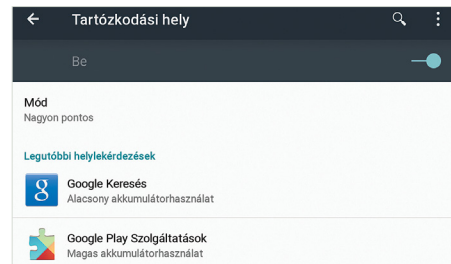 Tartózkodási hely
Be
Mód
Nagyon pontos
Legutóbbi helylekérdezések
Google Keresés
Alacsony akkumulátorhasználat
Google Play Szolgáltatások
Magas akkumulátorhasználat